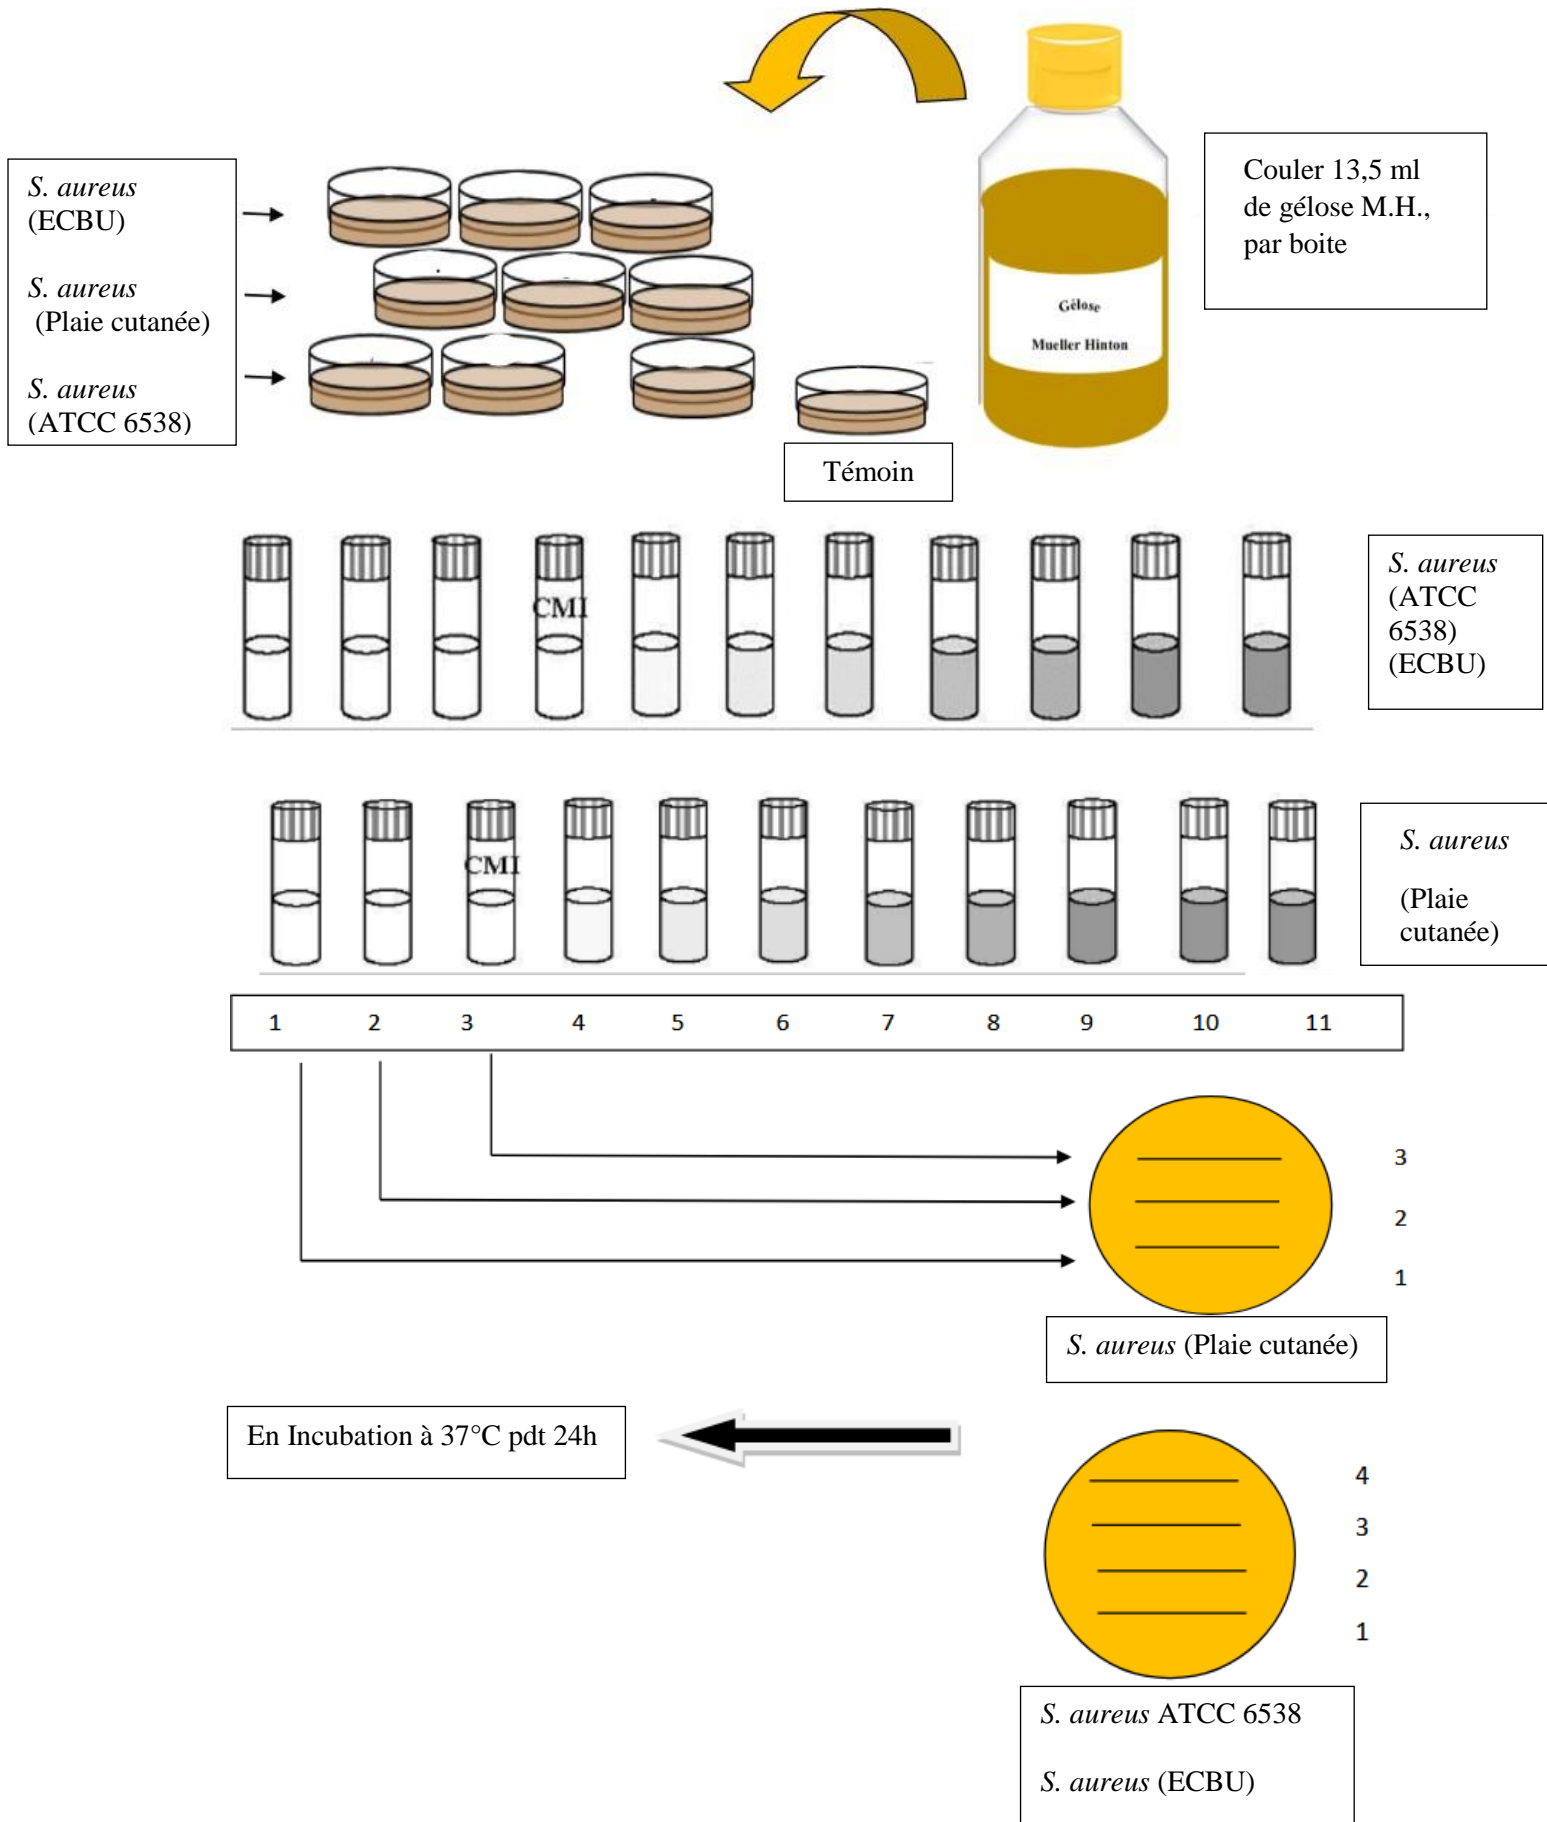 S. aureus
(ECBU)
S. aureus
(Plaie cutanée)
S. aureus
(ATCC 6538)
Couler 13,5 ml
de gélose M.H.,
par boite
Gélose
Mueller Hinton
Témoin
CMI
S. aureus
(ATCC
6538)
(ECBU)
CMI
S. aureus
(Plaie
cutanée)
1 2 3 4 5 6 7 8 9 10 11
3
2
1
S. aureus (Plaie cutanée)
En Incubation à 37°C pdt 24h
4
3
2
1
S. aureus ATCC 6538
S. aureus (ECBU)